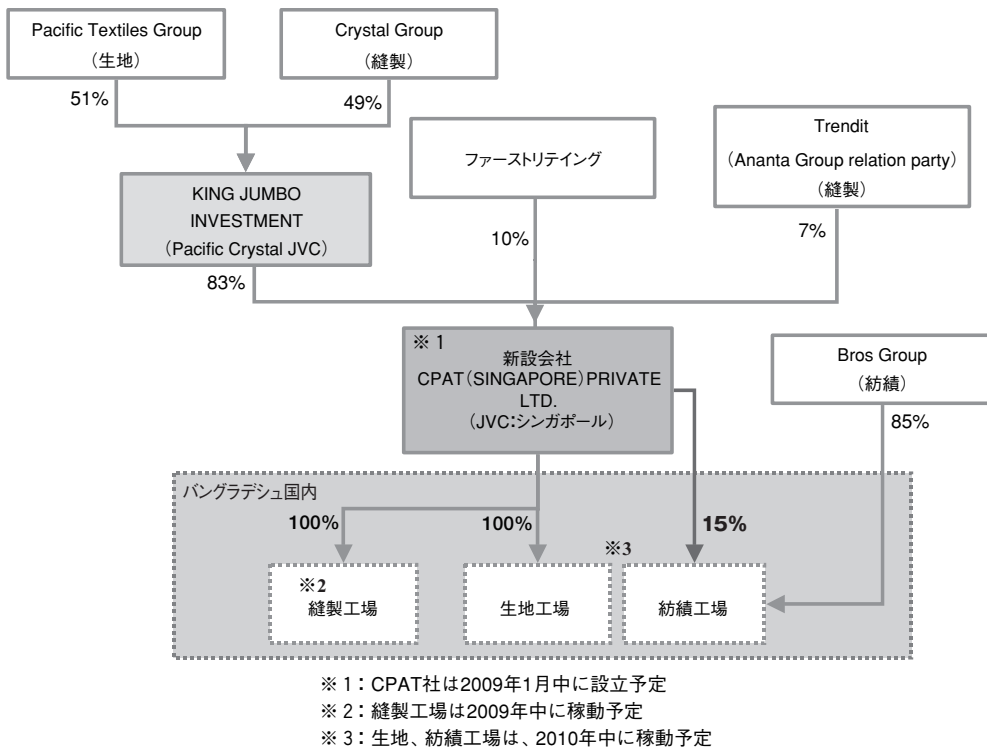 Pacific Textiles Group
（生地）
Crystal Group
（縫製）
51%
49%
Trendit
（Ananta Group relation party）
（縫製）
ファーストリテイング
KING JUMBO
INVESTMENT
（Pacific Crystal JVC）
10%
7%
83%
※ 1
新設会社
CPAT（SINGAPORE）PRIVATE
LTD.
（JVC:シンガポール）
Bros Group
（紡績）
85%
バングラデシュ国内
100%
100%
15%
※3
※2
縫製工場
生地工場
紡績工場
※ 1：CPAT社は2009年1月中に設立予定
※ 2：縫製工場は2009年中に稼動予定
※ 3：生地、紡績工場は、2010年中に稼動予定